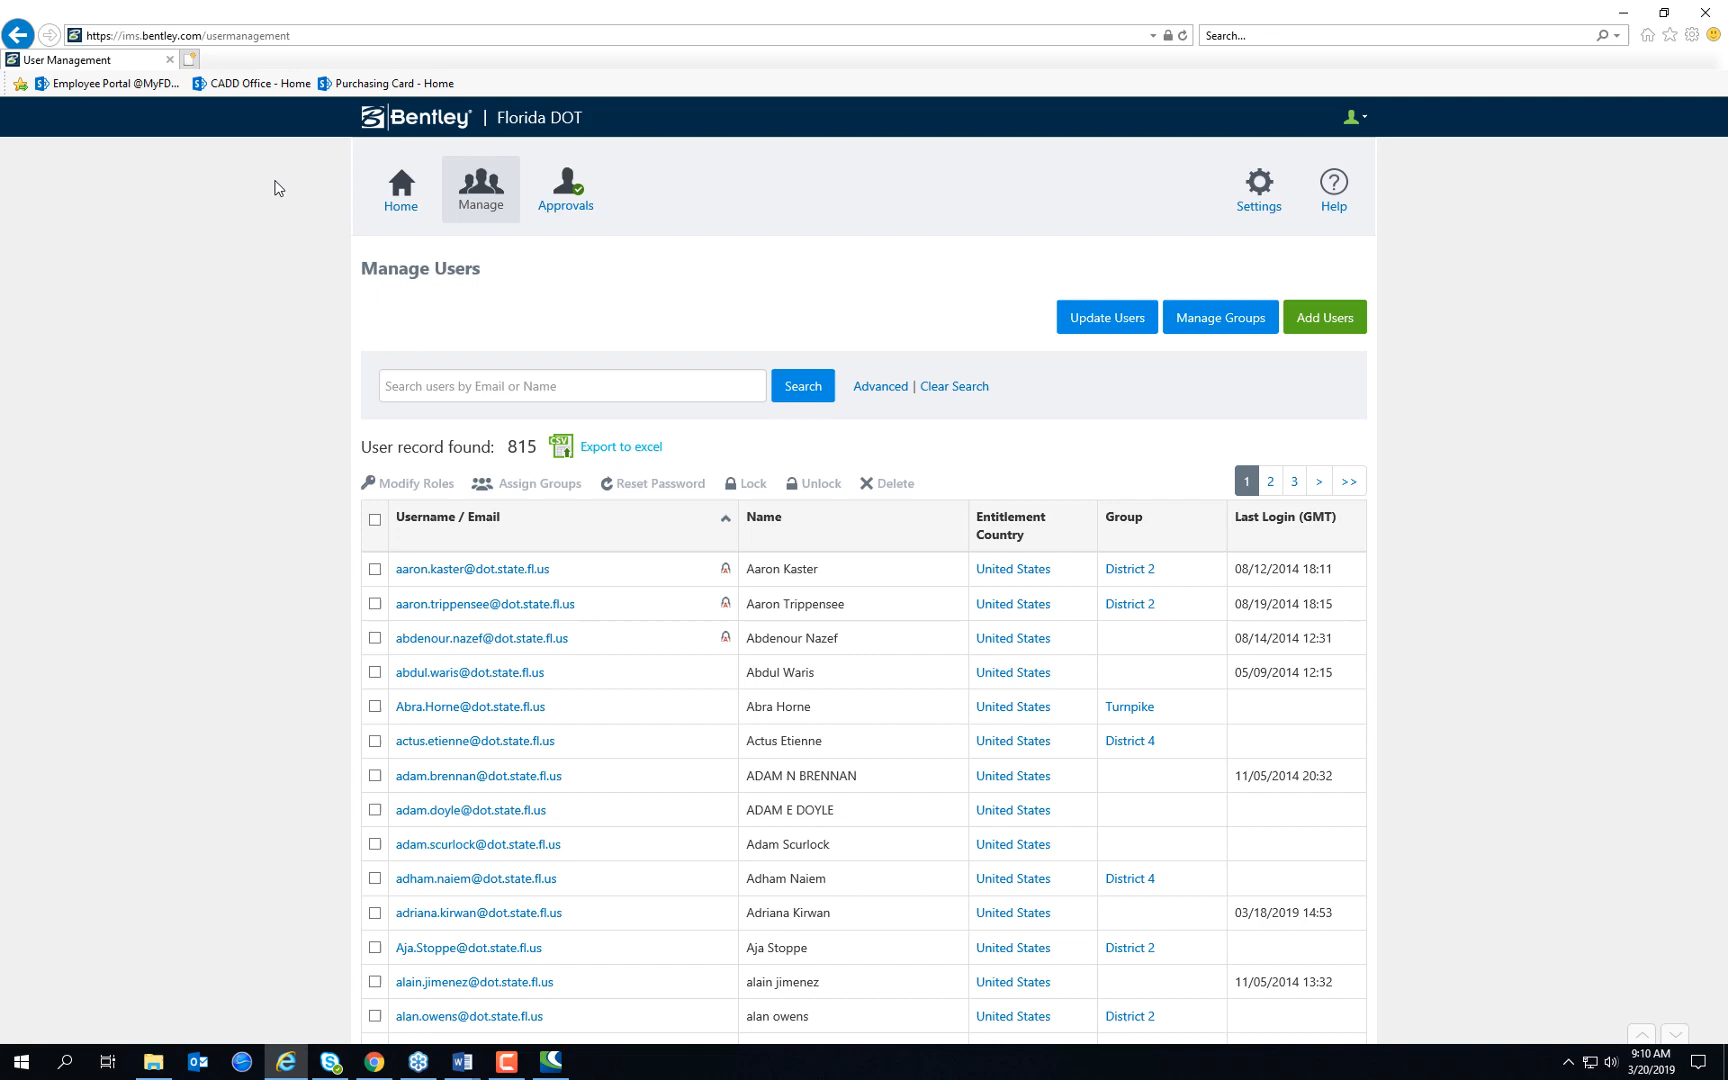 https://ims.bentley.com/usermanagement
Search...
User Management
Employee Portal @MyFD...
CADD Office - Home
Purchasing Card - Home
Bentley | Florida DOT
Home
Manage
Approvals
Settings
Help
Manage Users
Update Users
Manage Groups
Add Users
Search users by Email or Name
Search
Advanced | Clear Search
User record found: 815
CSV
Export to excel
Modify Roles
Assign Groups
Reset Password
Lock
Unlock
Delete
1 2 3 > >>
Username / Email
Name
Entitlement Country
Group
Last Login (GMT)
aaron.kaster@dot.state.fl.us Aaron Kaster United States District 2 08/12/2014 18:11
aaron.trippensee@dot.state.fl.us Aaron Trippensee United States District 2 08/19/2014 18:15
abdenour.nazef@dot.state.fl.us Abdenour Nazef United States 08/14/2014 12:31
abdul.waris@dot.state.fl.us Abdul Waris United States 05/09/2014 12:15
Abra.Horne@dot.state.fl.us Abra Horne United States Turnpike
actus.etienne@dot.state.fl.us Actus Etienne United States District 4
adam.brennan@dot.state.fl.us ADAM N BRENNAN United States 11/05/2014 20:32
adam.doyle@dot.state.fl.us ADAM E DOYLE United States
adam.scurlock@dot.state.fl.us Adam Scurlock United States
adham.naiem@dot.state.fl.us Adham Naiem United States District 4
adriana.kirwan@dot.state.fl.us Adriana Kirwan United States 03/18/2019 14:53
Aja.Stoppe@dot.state.fl.us Aja Stoppe United States District 2
alain.jimenez@dot.state.fl.us alain jimenez United States 11/05/2014 13:32
alan.owens@dot.state.fl.us alan owens United States District 2
9:10 AM
3/20/2019